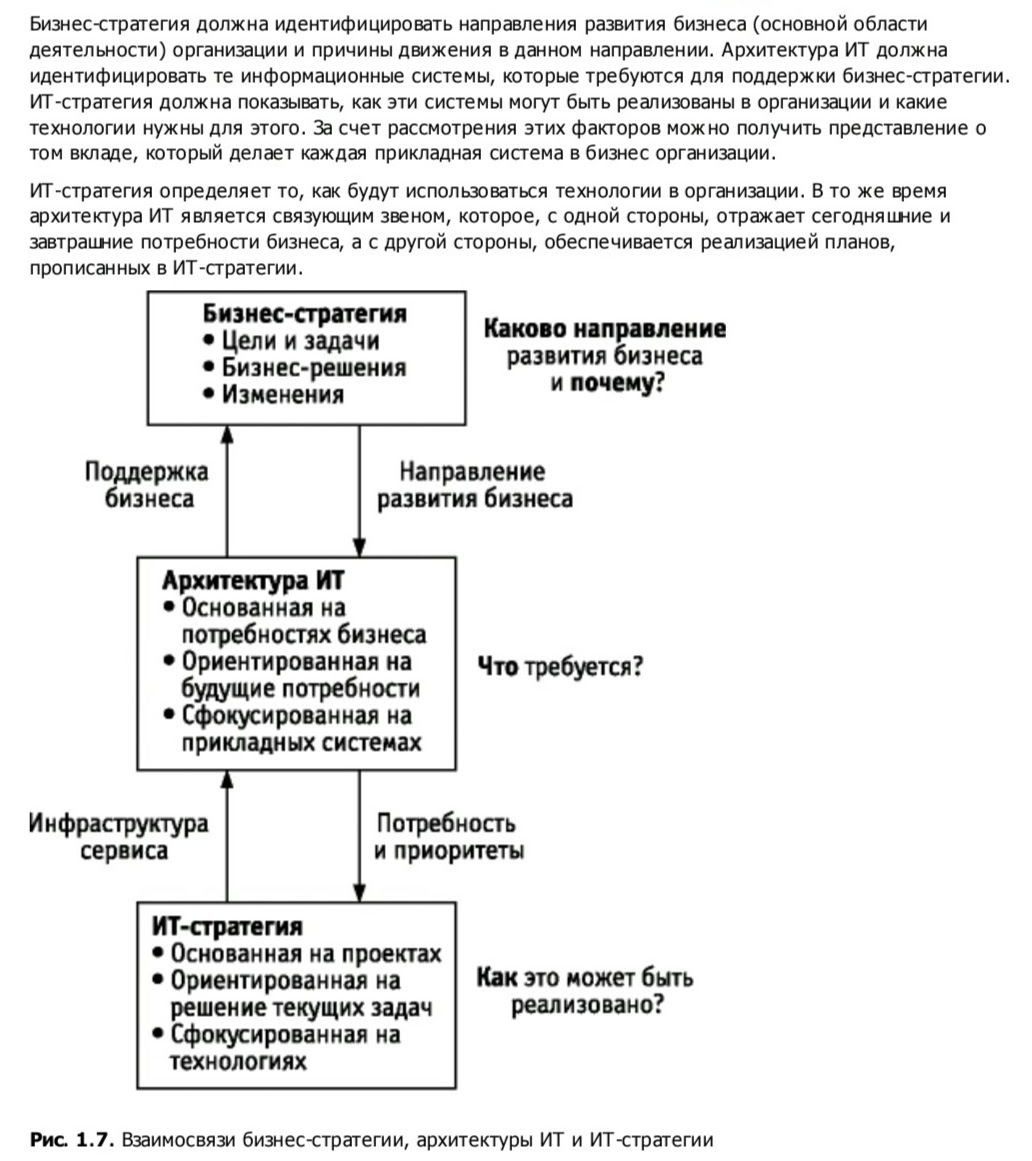 Бизнес-стратегия должна идентифицировать направления развития бизнеса (основной области
деятельности) организации и причины движения в данном направлении. Архитектура ИТ должна
идентифицировать те информационные системы, которые требуются для поддержки бизнес-стратегии.
ИТ-стратегия должна показывать, как эти системы могут быть реализованы в организации и какие
технологии нужны для этого. За счет рассмотрения этих факторов можно получить представление о
том вкладе, который делает каждая прикладная система в бизнес организации.
ИТ-стратегия определяет то, как будут использоваться технологии в организации. В то же время
архитектура ИТ является связующим звеном, которое, с одной стороны, отражает сегодняшние и
завтрашние потребности бизнеса, а с другой стороны, обеспечивается реализацией планов,
прописанных в ИТ-стратегии.
Бизнес-стратегия
• Цели и задачи
• Бизнес-решения
• Изменения
Каково направление
развития бизнеса
и почему?
Поддержка
бизнеса
Направление
развития бизнеса
Архитектура ИТ
• Основанная на
потребностях бизнеса
• Ориентированная на
будущие потребности
• Сфокусированная на
прикладных системах
Что требуется?
Инфраструктура
сервиса
Потребность
и приоритеты
ИТ-стратегия
• Основанная на проектах
• Ориентированная на
решение текущих задач
• Сфокусированная на
технологиях
Как это может быть
реализовано?
Рис. 1.7. Взаимосвязи бизнес-стратегии, архитектуры ИТ и ИТ-стратегии